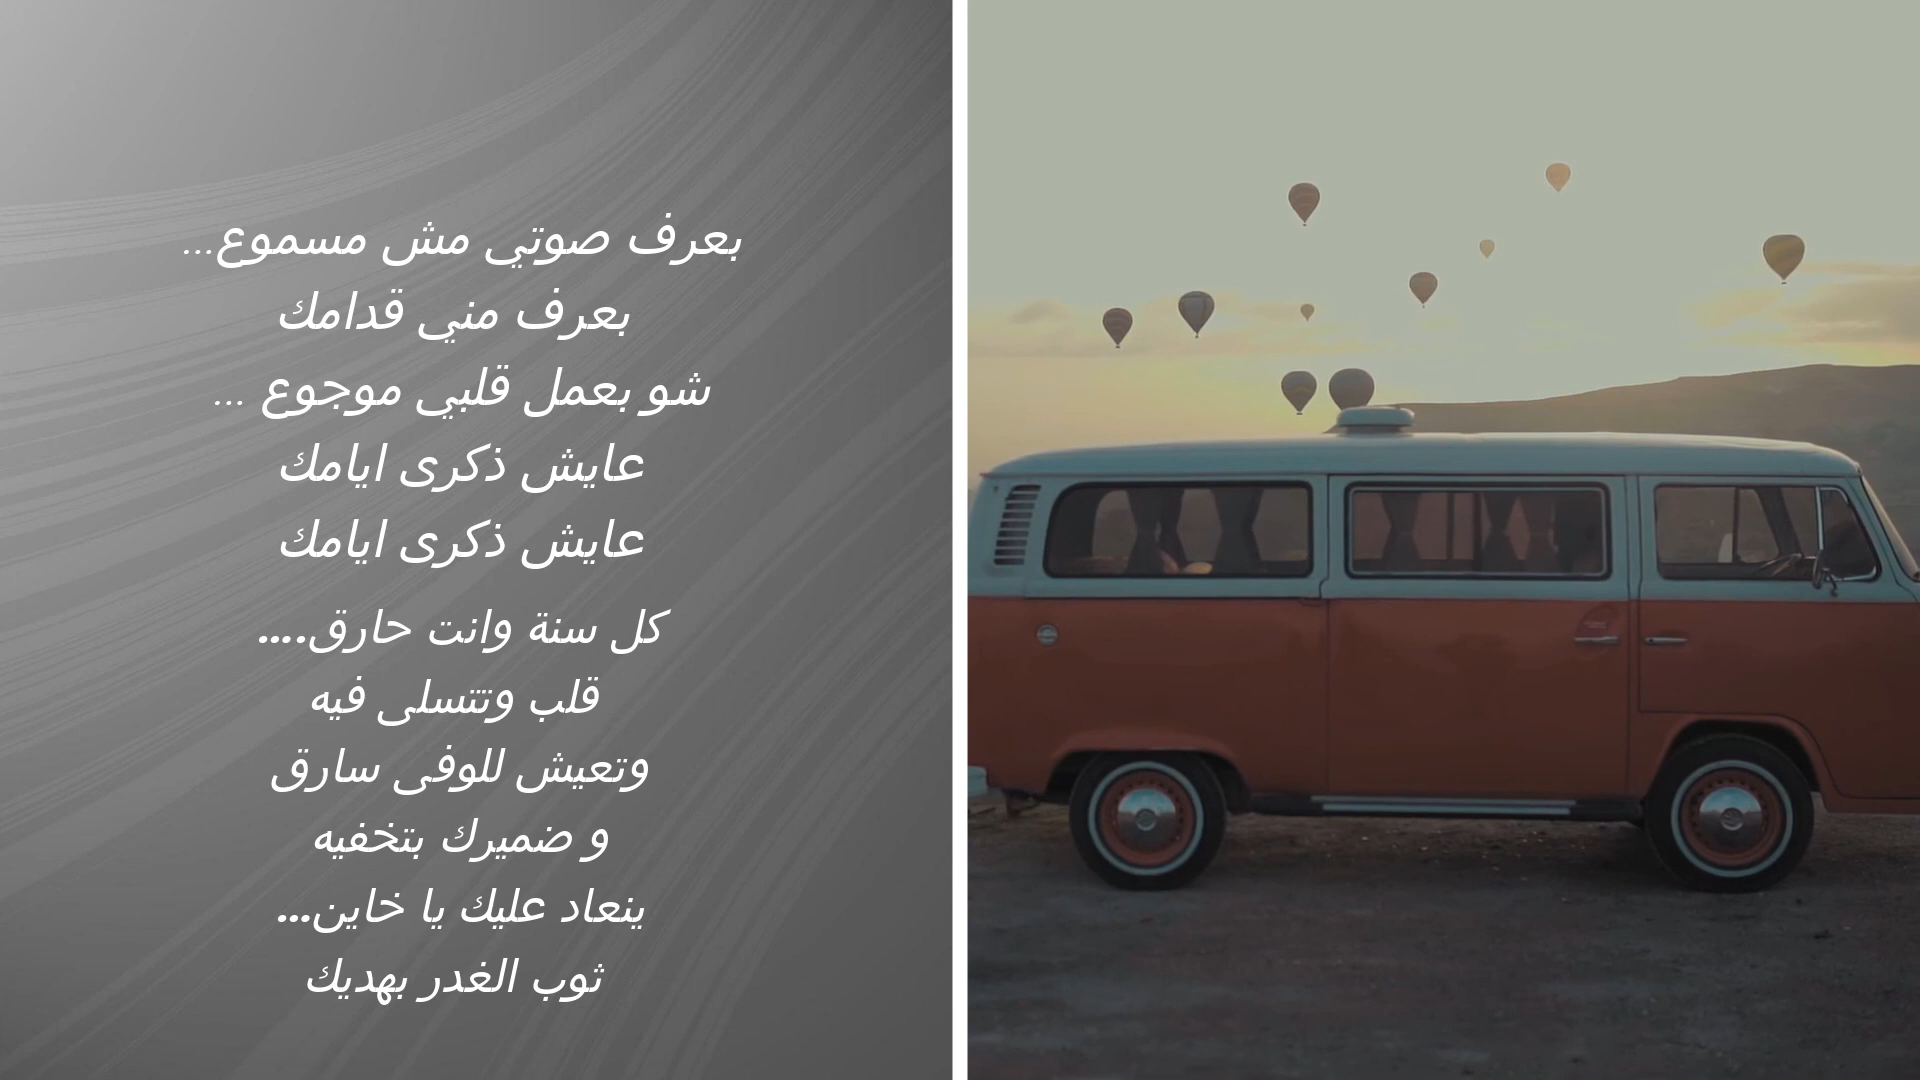 بعرف صوتي مش مسموع...
بعرف مني قدامك
شو بعمل قلبي موجوع ...
عايش ذكرى ايامك
عايش ذكرى ايامك
كل سنة وانت حارق....
قلب وتتسلى فيه
وتعيش للوفى سارق
و ضميرك بتخفيه
ينعاد عليك يا خاين...
ثوب الغدر بهديك